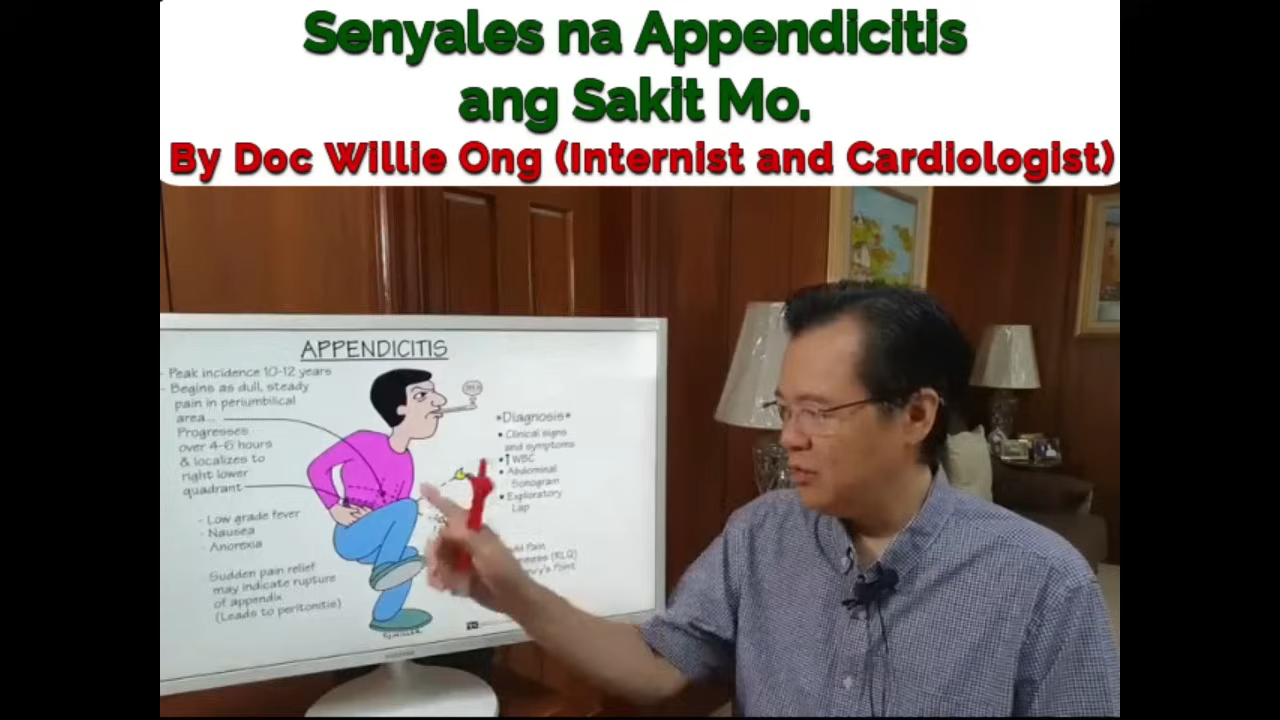 Senyales na Appendicitis
ang Sakit Mo.
By Doc Willie Ong (Internist and Cardiologist)
APPENDICITIS
- Peak incidence 10-12 years
- Begins as dull, steady
pain in periumbilical
area...
Progresses
over 4-6 hours
& localizes to
right lower
quadrant
- Low grade fever
- Nausea
- Anorexia
Sudden pain relief
may indicate rupture
of appendix
(Leads to peritonitis)
*Diagnosis*
• Clinical signs
and symptoms
• ↑ WBC
• Abdominal
Sonogram
• Exploratory
Lap
Pain
(RLQ)
Point